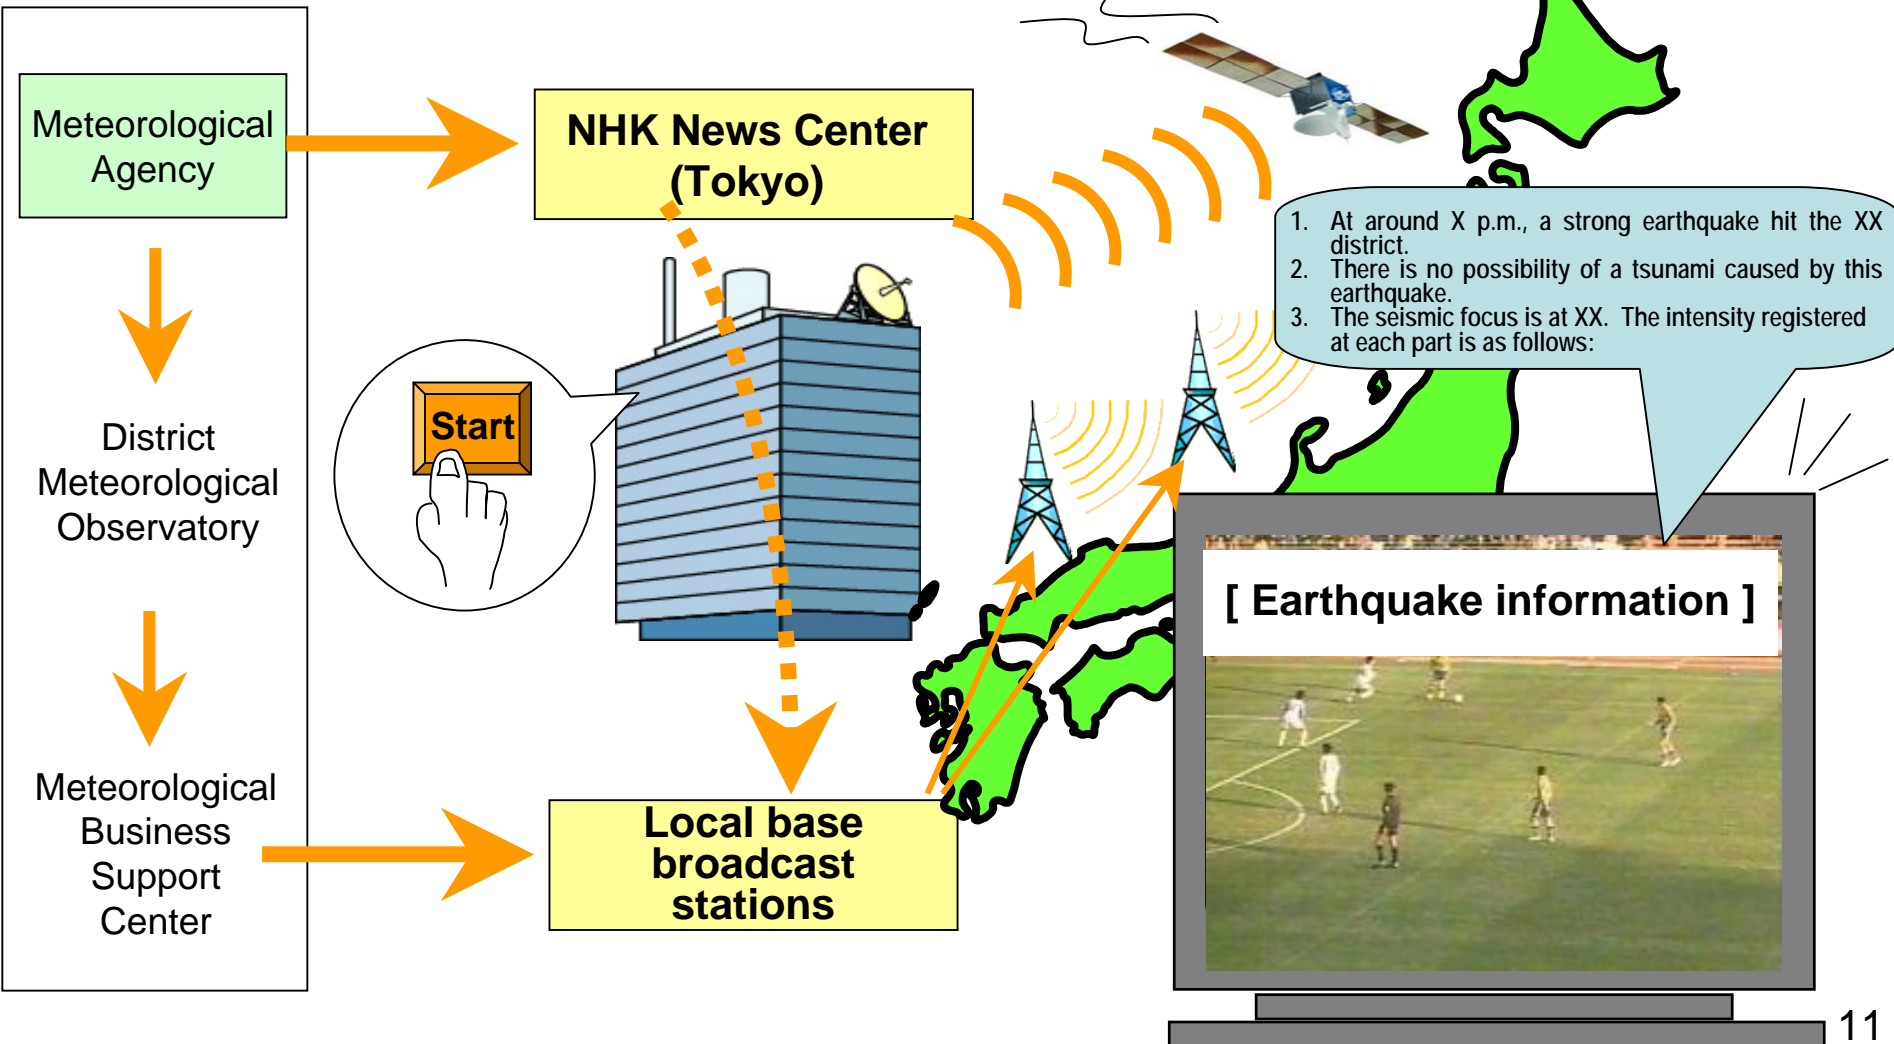 Meteorological
Agency
District
Meteorological
Observatory
Meteorological
Business
Support
Center
NHK News Center
(Tokyo)
Start
Local base
broadcast
stations
1. At around X p.m., a strong earthquake hit the XX
district.
2. There is no possibility of a tsunami caused by this
earthquake.
3. The seismic focus is at XX. The intensity registered
at each part is as follows:
[ Earthquake information ]
11